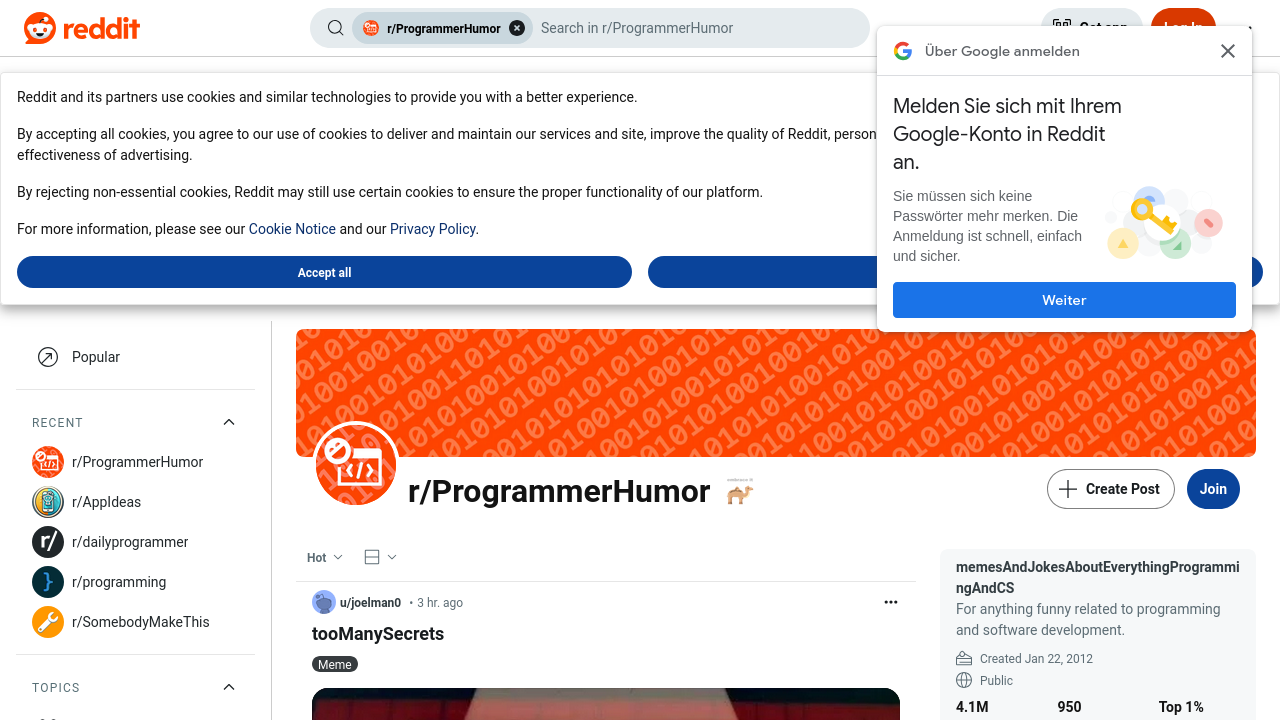 reddit
r/ProgrammerHumor
Search in r/ProgrammerHumor
Über Google anmelden
Reddit and its partners use cookies and similar technologies to provide you with a better experience.
By accepting all cookies, you agree to our use of cookies to deliver and maintain our services and site, improve the quality of Reddit,
effectiveness of advertising.
By rejecting non-essential cookies, Reddit may still use certain cookies to ensure the proper functionality of our platform.
For more information, please see our Cookie Notice and our Privacy Policy.
Accept all
Melden Sie sich mit Ihrem
Google-Konto in Reddit
an.
Sie müssen sich keine
Passwörter mehr merken. Die
Anmeldung ist schnell, einfach
und sicher.
Weiter
Popular
RECENT
r/ProgrammerHumor
r/AppIdeas
r/dailyprogrammer
r/programming
r/SomebodyMakeThis
TOPICS
r/ProgrammerHumor
Create Post
Join
Hot
u/joelman0 • 3 hr. ago
tooManySecrets
Meme
memesAndJokesAboutEverythingProgrammi
ngAndCS
For anything funny related to programming
and software development.
Created Jan 22, 2012
Public
4.1M 950 Top 1%